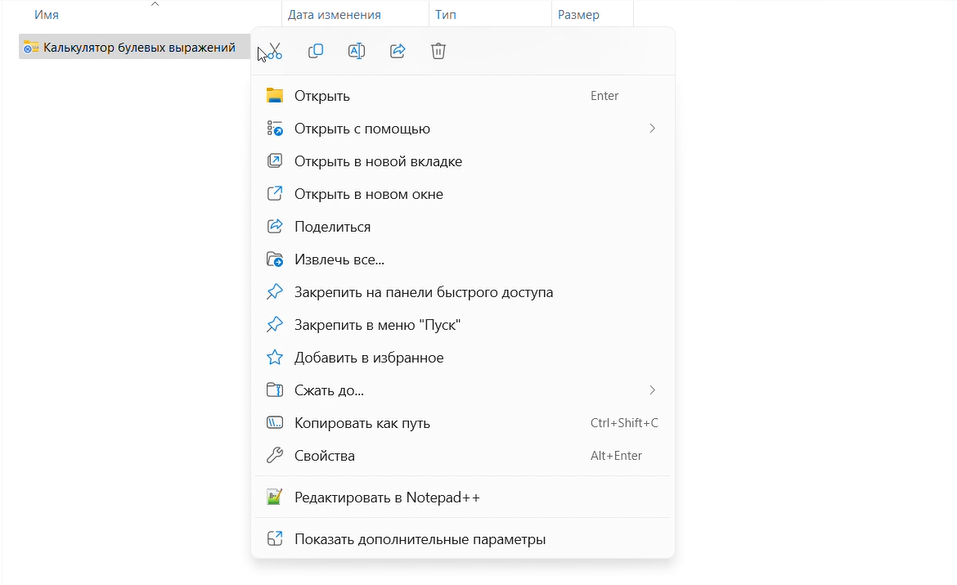 Имя Дата изменения Тип Размер
Калькулятор булевых выражений
Открыть Enter
Открыть с помощью
Открыть в новой вкладке
Открыть в новом окне
Поделиться
Извлечь все...
Закрепить на панели быстрого доступа
Закрепить в меню "Пуск"
Добавить в избранное
Сжать до...
Копировать как путь Ctrl+Shift+C
Свойства Alt+Enter
Редактировать в Notepad++
Показать дополнительные параметры